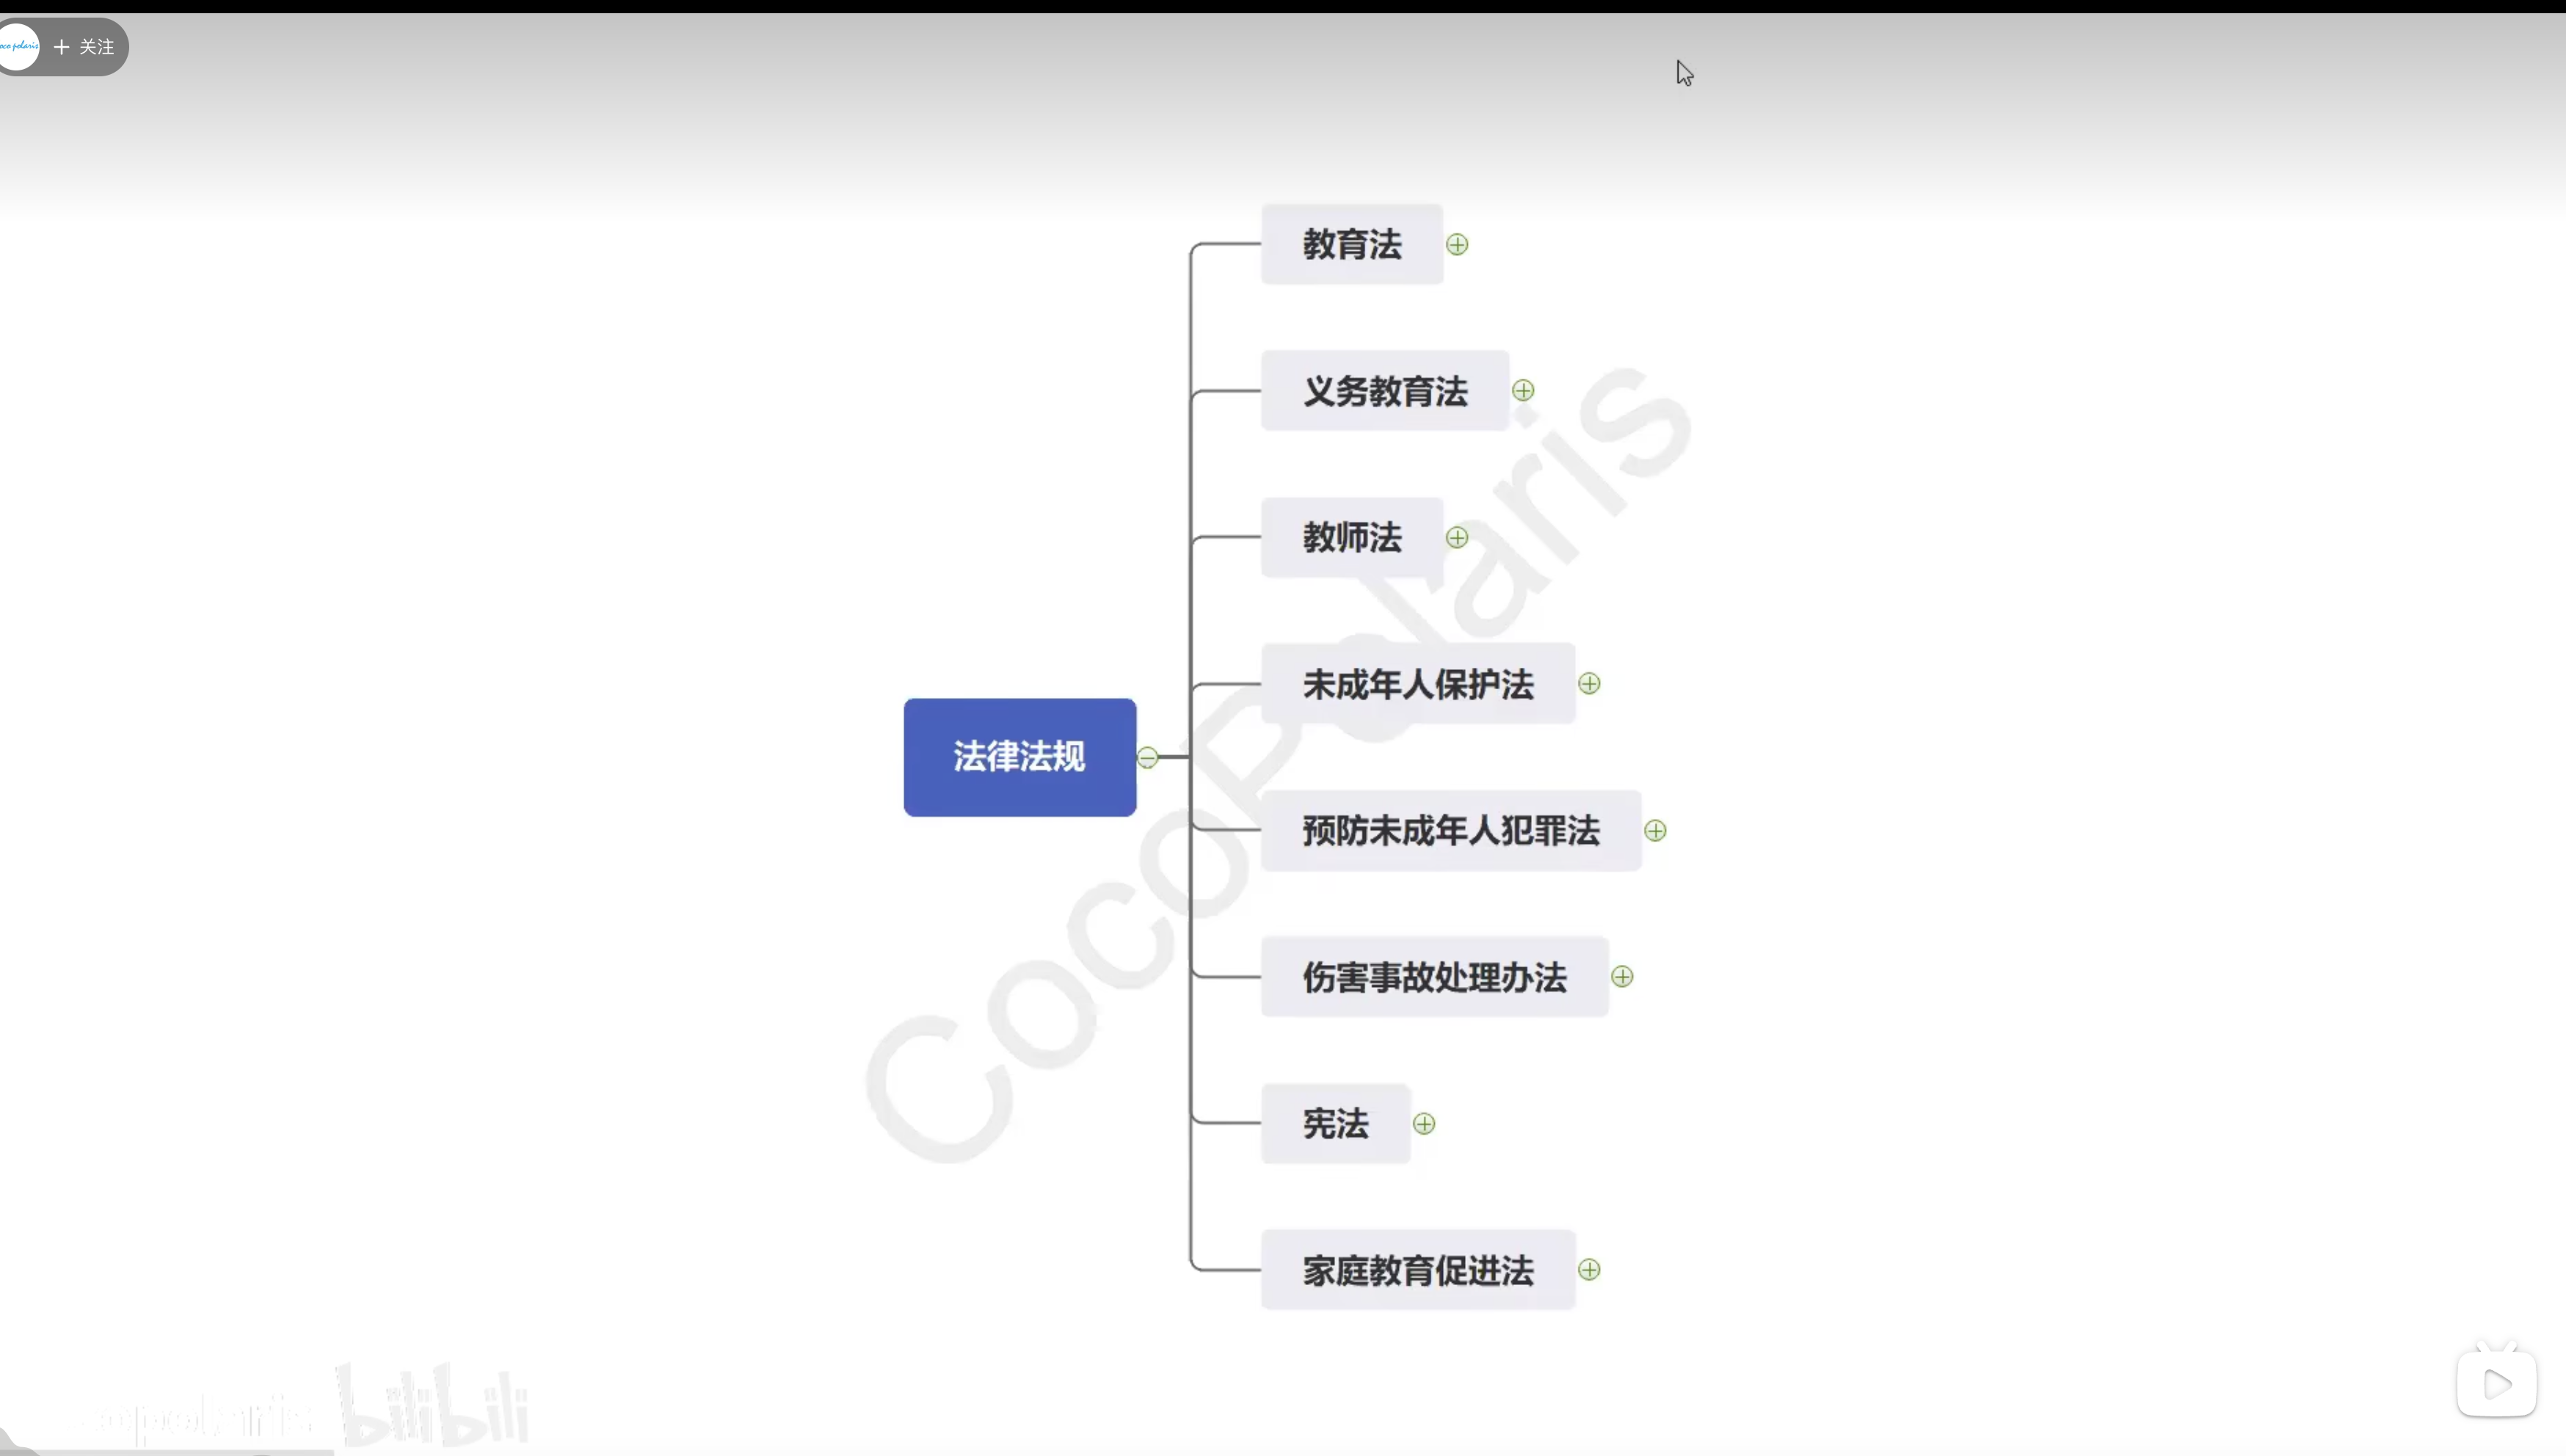 + 关注
教育法
义务教育法
教师法
未成年人保护法
法律法规
预防未成年人犯罪法
伤害事故处理办法
宪法
家庭教育促进法
CocoPolaris
bilibili